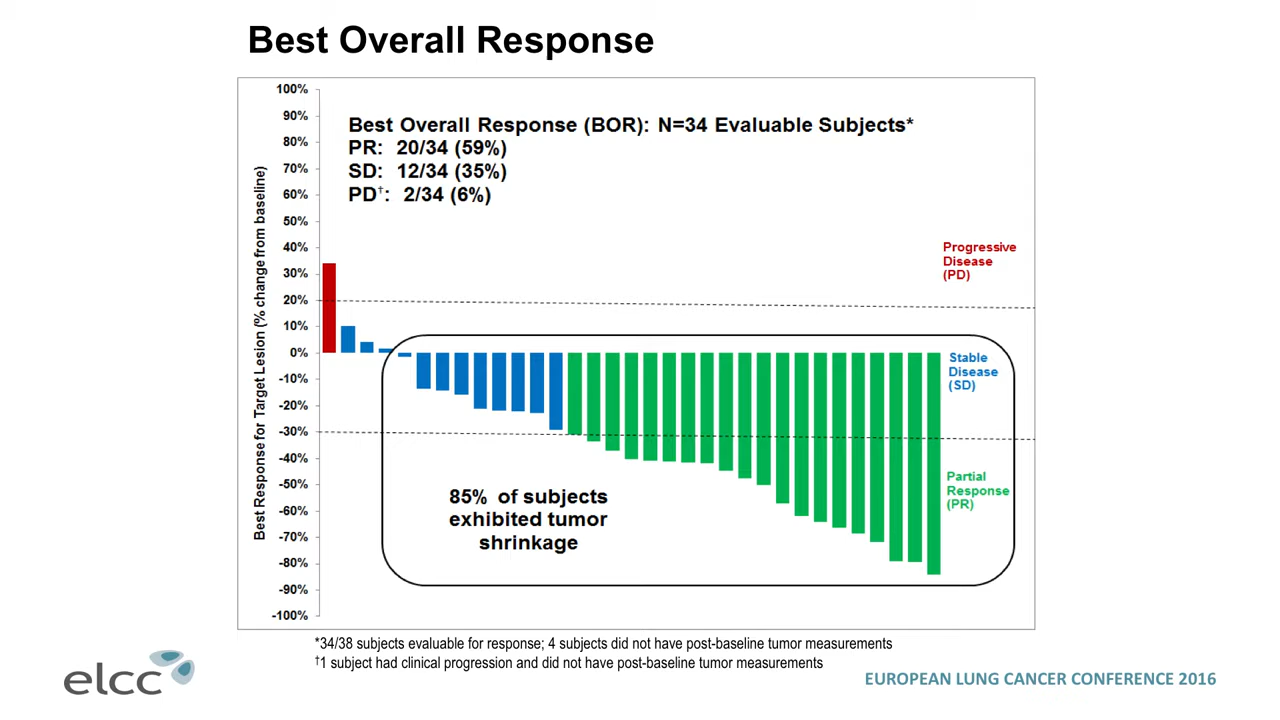 Best Overall Response
100%
90%
80%
70%
60%
50%
40%
30%
20%
10%
0%
-10%
-20%
-30%
-40%
-50%
-60%
-70%
-80%
-90%
-100%
Best Response for Target Lesion (% change from baseline)
Best Overall Response (BOR): N=34 Evaluable Subjects*
PR: 20/34 (59%)
SD: 12/34 (35%)
PD†: 2/34 (6%)
Progressive
Disease
(PD)
Stable
Disease
(SD)
Partial
Response
(PR)
85% of subjects
exhibited tumor
shrinkage
*34/38 subjects evaluable for response; 4 subjects did not have post-baseline tumor measurements
†1 subject had clinical progression and did not have post-baseline tumor measurements
elcc
EUROPEAN LUNG CANCER CONFERENCE 2016